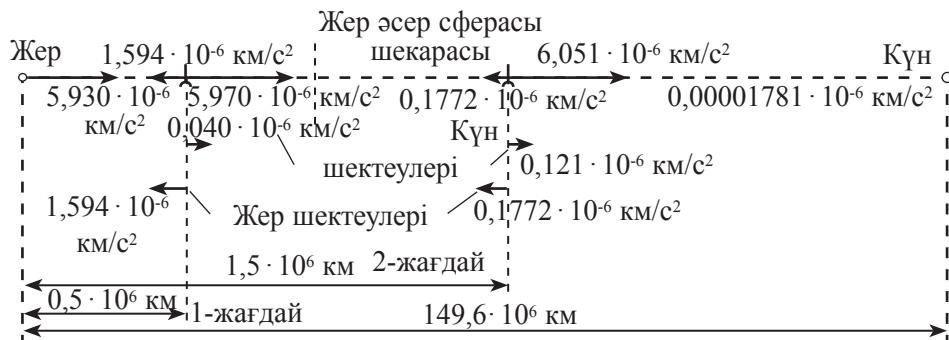 Жер әсер сферасы
шекарасы
Жер
1,594 · 10⁻⁶ км/с²
6,051 · 10⁻⁶ км/с²
Күн
5,930 · 10⁻⁶
км/с²
5,970 · 10⁻⁶ км/с²
0,1772 · 10⁻⁶ км/с²
0,00001781 · 10⁻⁶ км/с²
0,040 · 10⁻⁶ км/с²
Күн
шектеулері
0,121 · 10⁻⁶ км/с²
1,594 · 10⁻⁶
км/с²
Жер шектеулері
0,1772 · 10⁻⁶ км/с²
1,5 · 10⁶ км
2-жағдай
0,5 · 10⁶ км
1-жағдай
149,6 · 10⁶ км